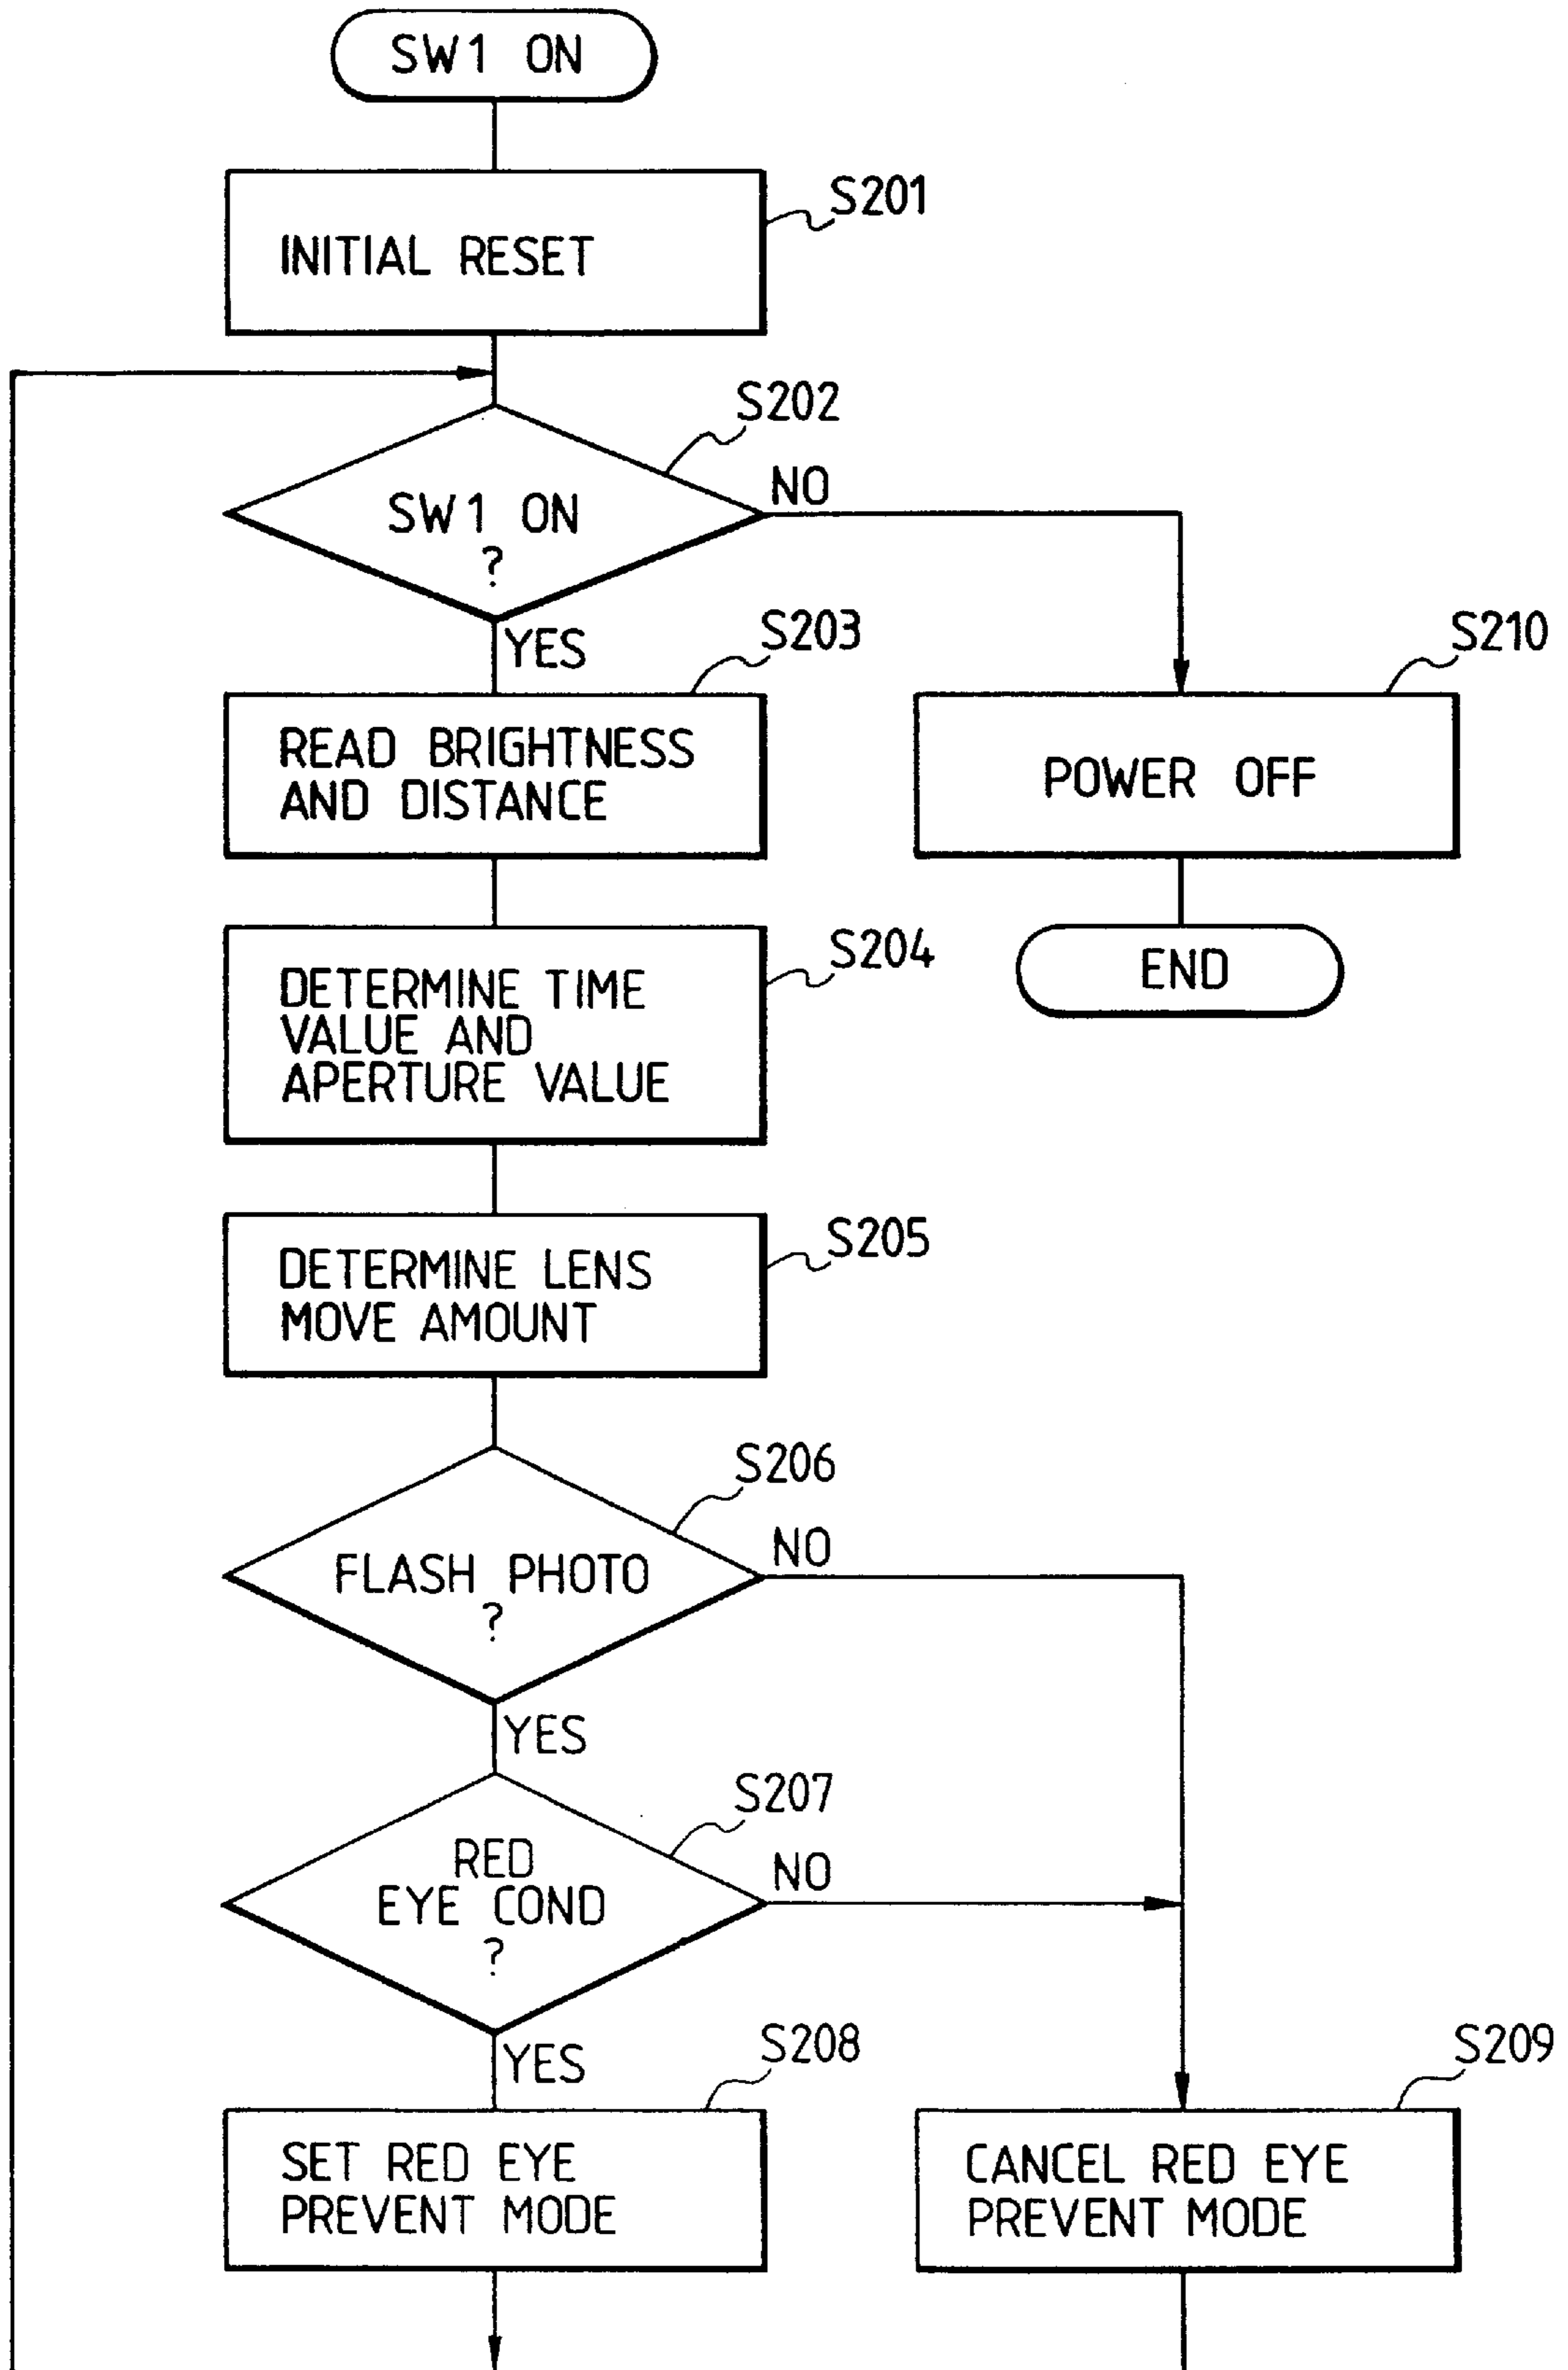 SW1 ON
S201
INITIAL RESET
S202
SW1 ON
?
NO
YES
S203
READ BRIGHTNESS
AND DISTANCE
S210
POWER OFF
END
S204
DETERMINE TIME
VALUE AND
APERTURE VALUE
S205
DETERMINE LENS
MOVE AMOUNT
S206
FLASH PHOTO
?
NO
YES
S207
RED
EYE COND
?
NO
YES
S208
SET RED EYE
PREVENT MODE
S209
CANCEL RED EYE
PREVENT MODE